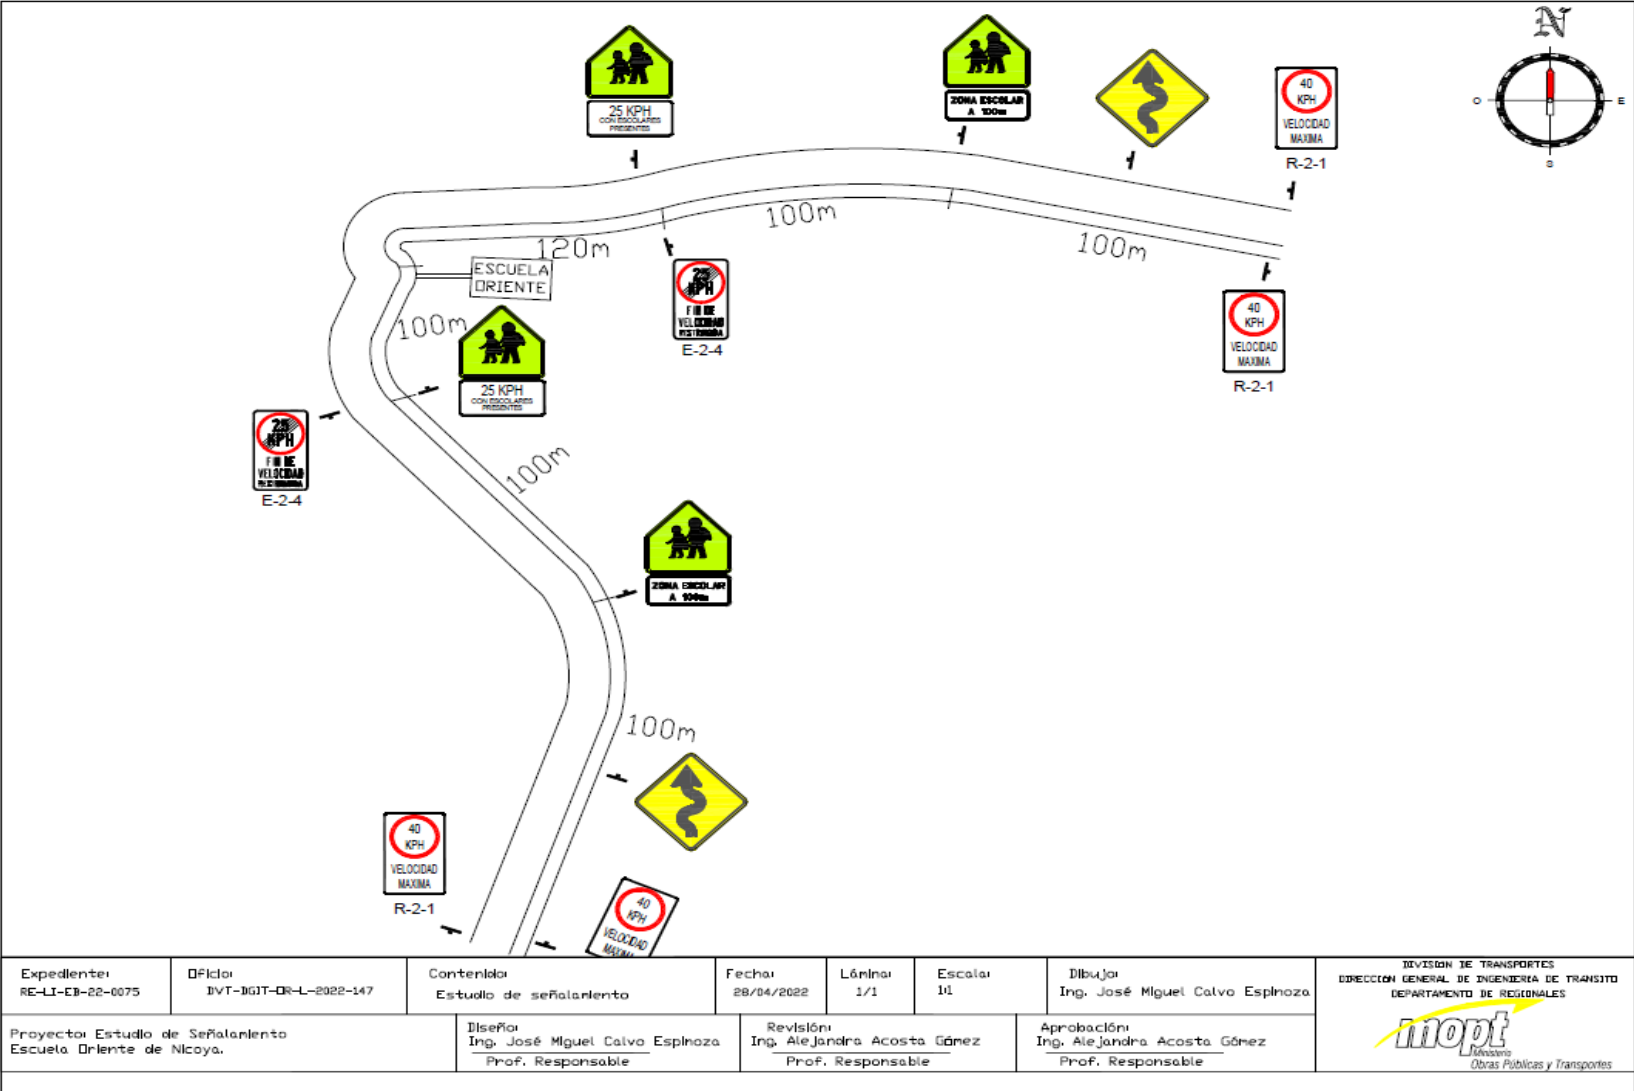 N
O
E
S
25 KPH
CON ESCOLARES
PRESENTES
ZONA ESCOLAR
A 100m
40
KPH
VELOCIDAD
MAXIMA
R-2-1
100m
120m
100m
ESCUELA
ORIENTE
25
KPH
FIN DE
VELOCIDAD
RESTRINGIDA
E-2-4
40
KPH
VELOCIDAD
MAXIMA
R-2-1
100m
25 KPH
CON ESCOLARES
PRESENTES
25
KPH
FIN DE
VELOCIDAD
RESTRINGIDA
E-2-4
100m
ZONA ESCOLAR
A 100m
100m
40
KPH
VELOCIDAD
MAXIMA
R-2-1
40
KPH
VELOCIDAD
MAXIMA
Expediente:
RE-LI-EB-22-0075
Oficio:
DVT-DGIT-OR-L-2022-147
Contenido:
Estudio de señalamiento
Fecha:
28/04/2022
Lámina:
1/1
Escala:
1:1
Dibujo:
Ing. José Miguel Calvo Espinoza
Proyecto: Estudio de Señalamiento
Escuela Oriente de Nicoya.
Diseño:
Ing. José Miguel Calvo Espinoza
Prof. Responsable
Revisión:
Ing. Alejandra Acosta Gómez
Prof. Responsable
Aprobación:
Ing. Alejandra Acosta Gómez
Prof. Responsable
DIVISION DE TRANSPORTES
DIRECCION GENERAL DE INGENIERIA DE TRANSITO
DEPARTAMENTO DE REGIONALES
mopt
Ministerio
Obras Públicas y Transportes